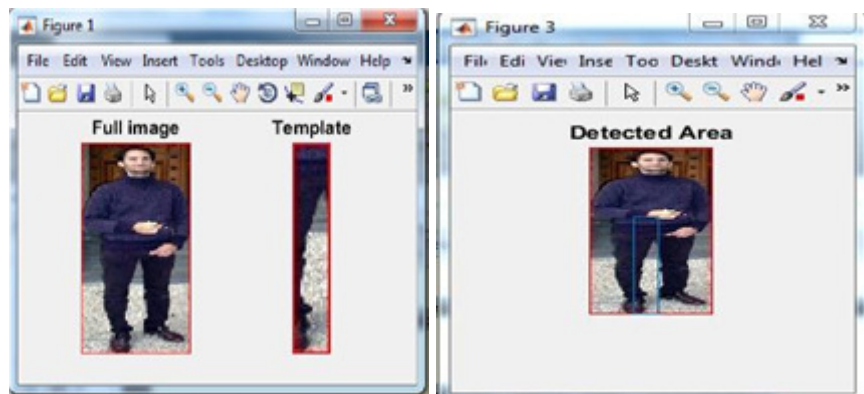 Figure 1
File Edit View Insert Tools Desktop Window Help
Full image Template
Figure 3
Fil Edi Vie Inse Too Deskt Wind Hel
Detected Area